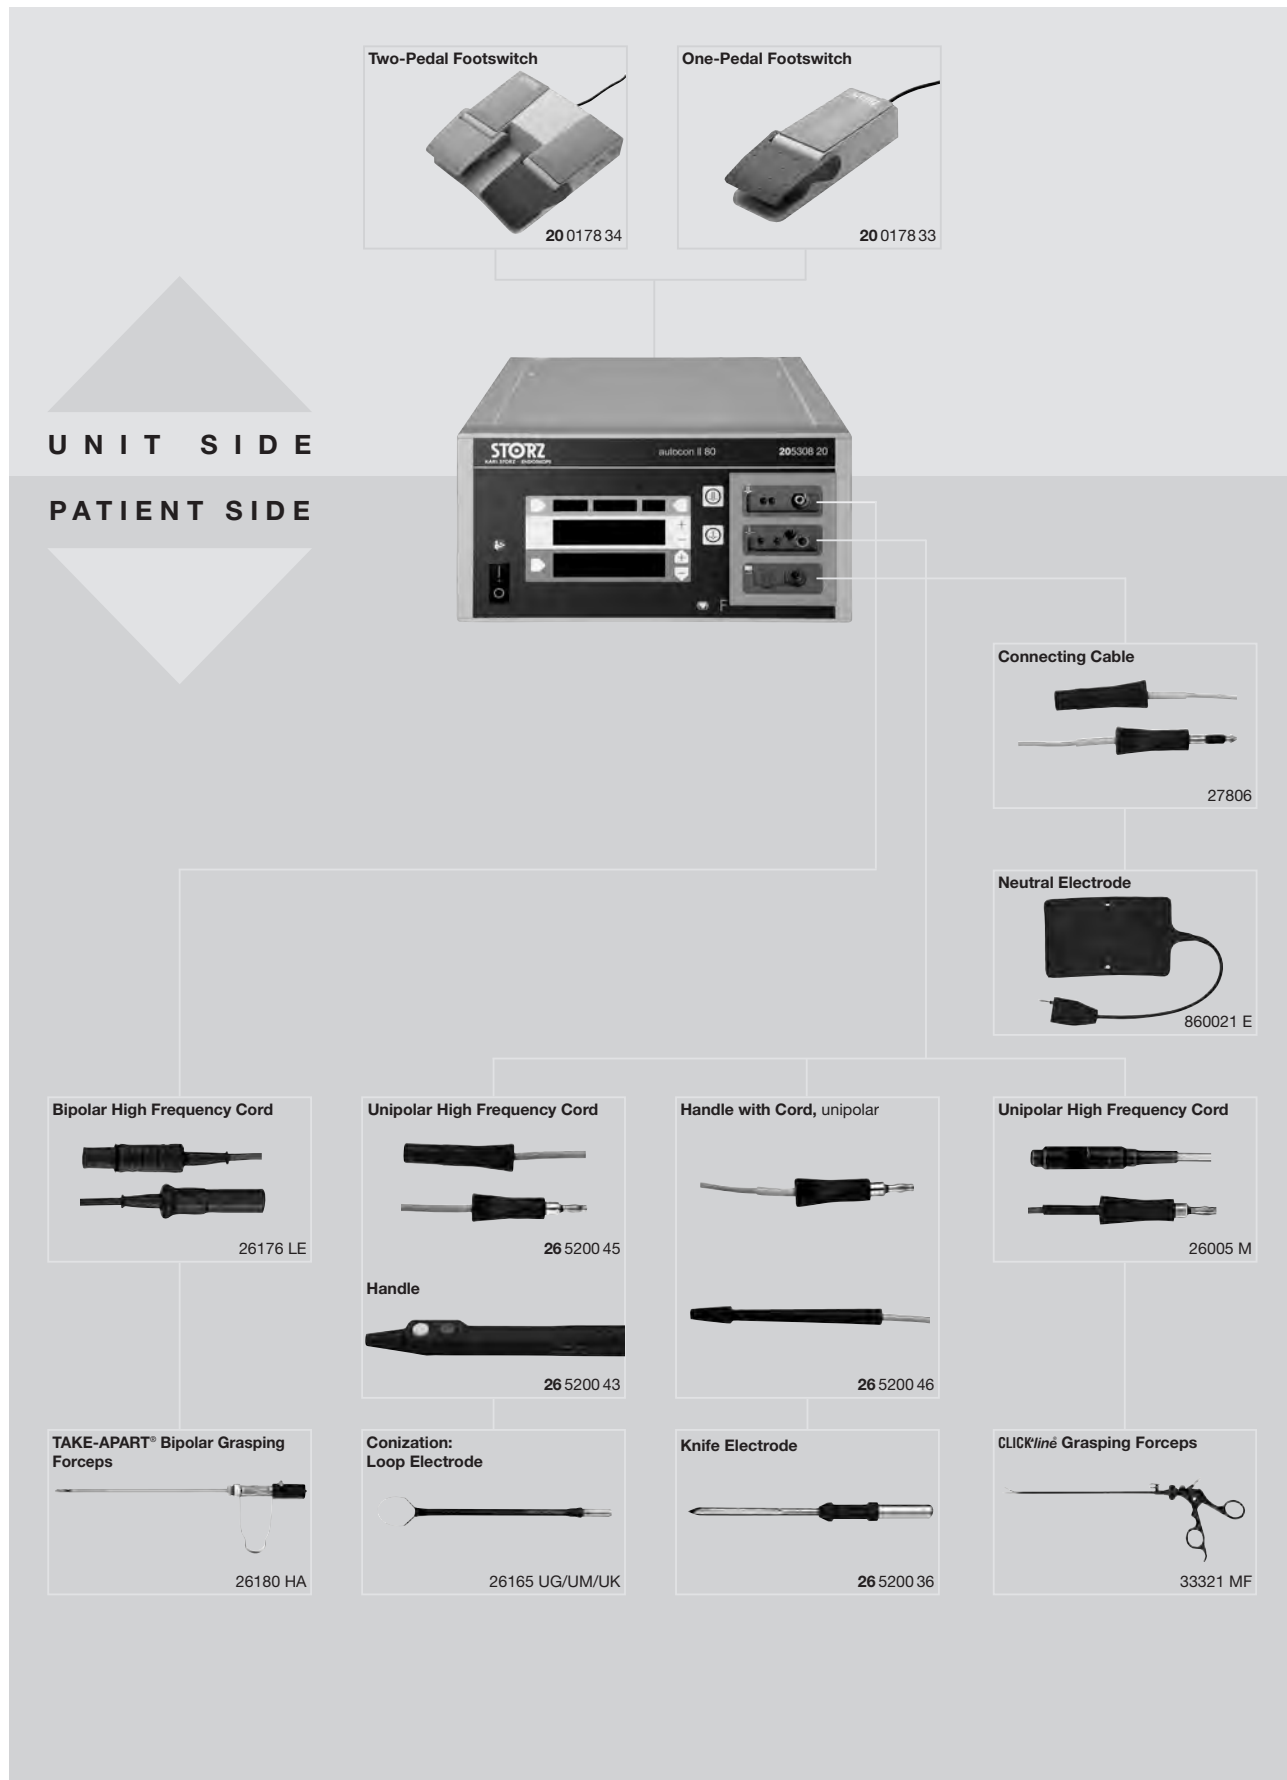 Two-Pedal Footswitch
20 0178 34
One-Pedal Footswitch
20 0178 33
UNIT SIDE
PATIENT SIDE
STORZ
KARL STORZ - ENDOSKOPE
autocon II 80
205308 20
F
Connecting Cable
27806
Neutral Electrode
860021 E
Bipolar High Frequency Cord
26176 LE
Unipolar High Frequency Cord
26 5200 45
Handle
26 5200 43
Handle with Cord, unipolar
26 5200 46
Unipolar High Frequency Cord
26005 M
TAKE-APART® Bipolar Grasping
Forceps
26180 HA
Conization:
Loop Electrode
26165 UG/UM/UK
Knife Electrode
26 5200 36
CLICK'line® Grasping Forceps
33321 MF